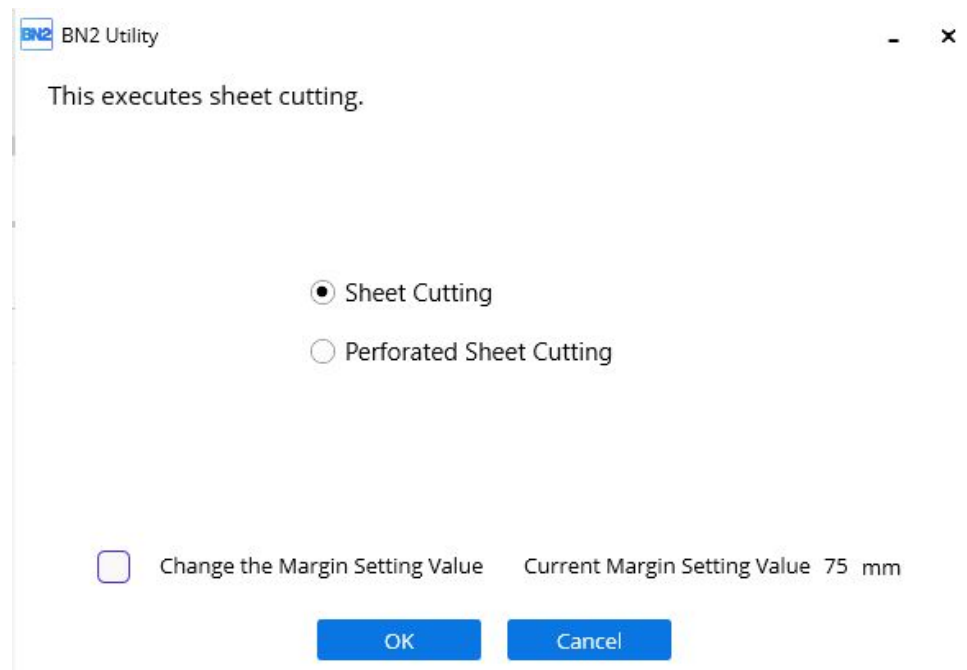 BN2 BN2 Utility
This executes sheet cutting.
Sheet Cutting
Perforated Sheet Cutting
Change the Margin Setting Value Current Margin Setting Value 75 mm
OK Cancel